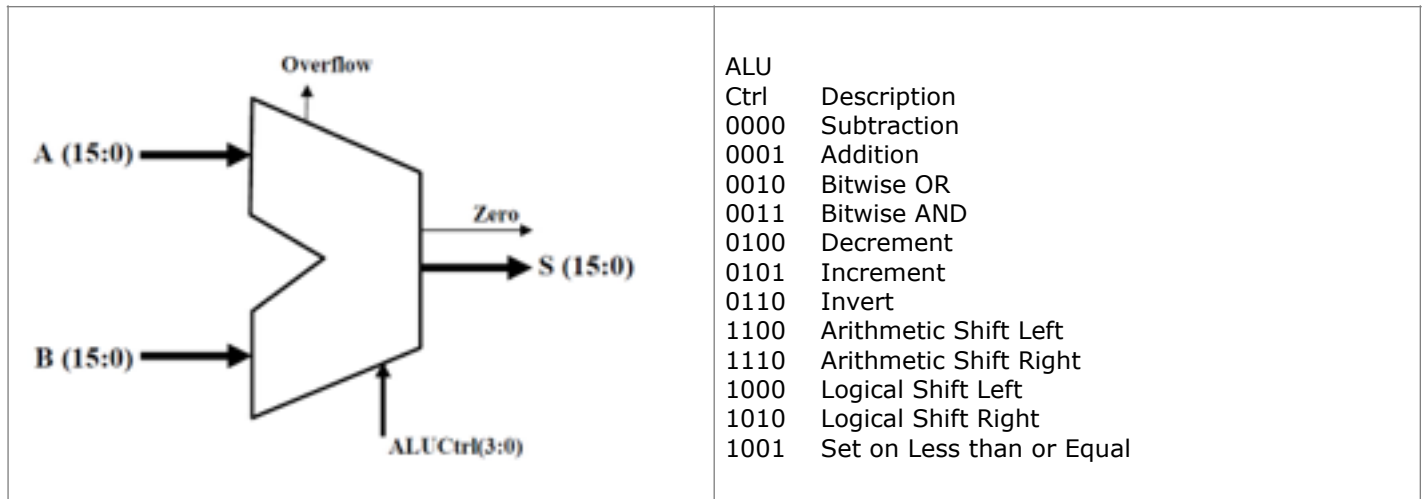 Overflow
A (15:0)
Zero
S (15:0)
B (15:0)
ALUCtrl(3:0)
ALU
Ctrl Description
0000 Subtraction
0001 Addition
0010 Bitwise OR
0011 Bitwise AND
0100 Decrement
0101 Increment
0110 Invert
1100 Arithmetic Shift Left
1110 Arithmetic Shift Right
1000 Logical Shift Left
1010 Logical Shift Right
1001 Set on Less than or Equal